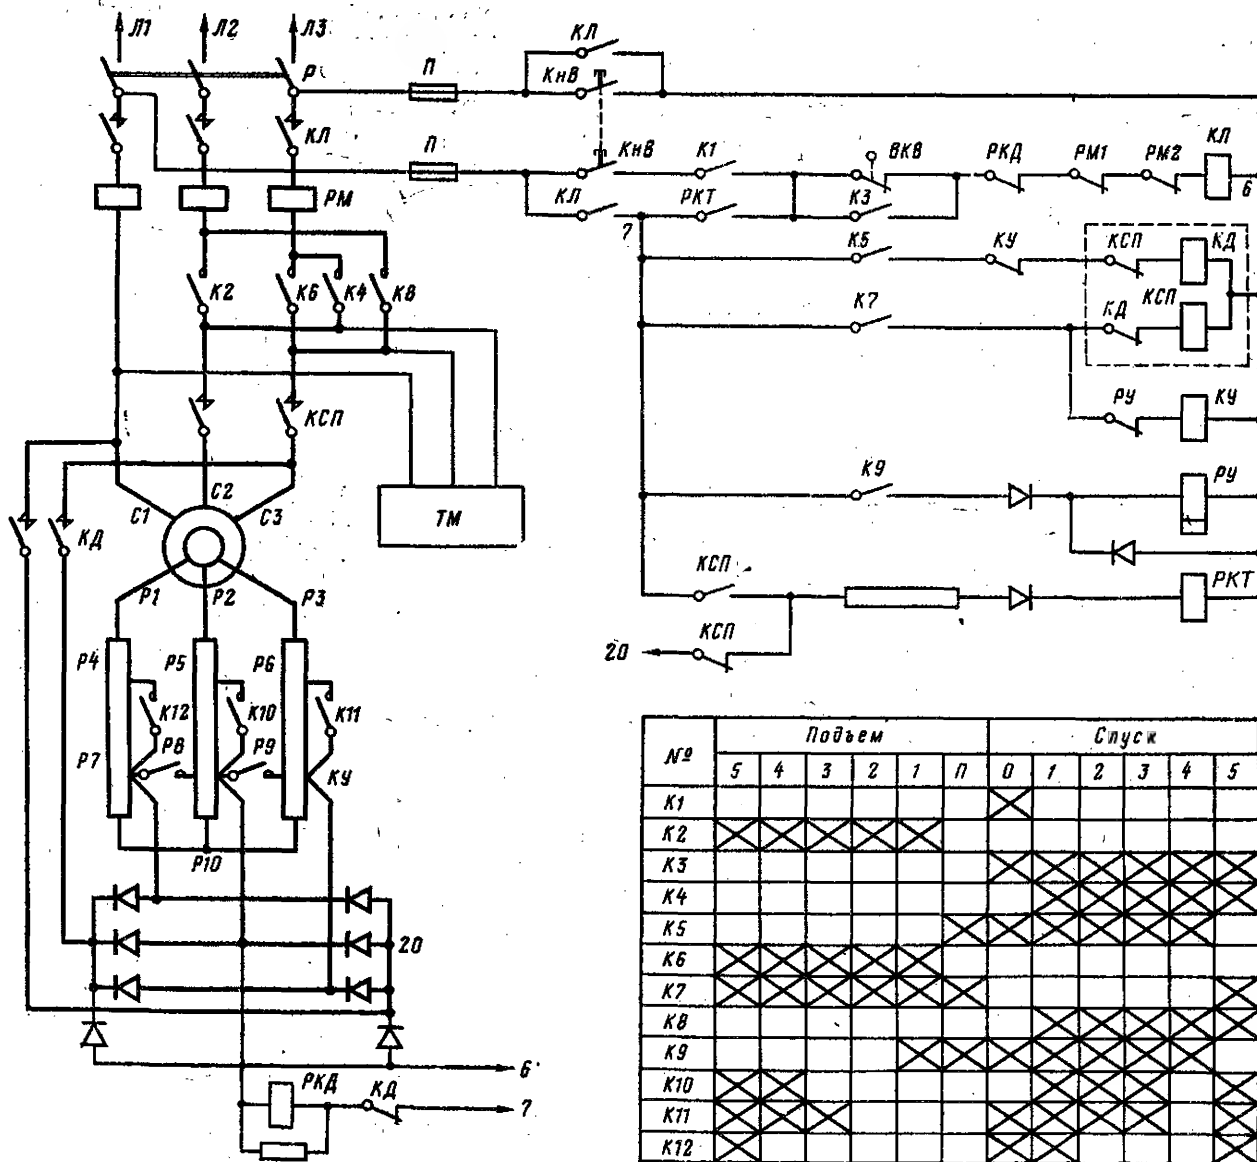 Л1 Л2 Л3
КЛ
Р П КнВ
КЛ П КнВ К1 ВКВ РКД РМ1 РМ2 КЛ
6
РМ КЛ РКТ К3
7
К5 КУ КСП КД
К2 К6 К4 К8
К7 КД КСП
КСП РУ КУ
С2 К9 РУ
С1 С3 ТМ
КД
КСП РКТ
Р1 Р2 Р3
КСП
20
Р4 Р5 Р6
К12 К10 К11
Р7 Р8 Р9 КУ
Р10
20
6
РКД КД 7
№ Подъем Спуск
5 4 3 2 1 П 0 1 2 3 4 5
К1
К2
К3
К4
К5
К6
К7
К8
К9
К10
К11
К12